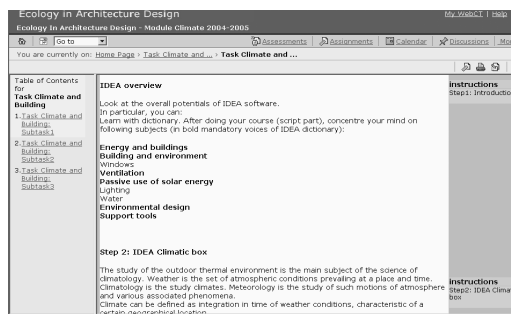 Ecology in Architecture Design
My WebCT | Help
Ecology in Architecture Design - Module Climate 2004-2005
Go to
Assessments
Assignments
Calendar
Discussions
You are currently on: Home Page › Task Climate and ... › Task Climate and ...
Table of Contents
for
Task Climate and
Building
1.Task Climate and
Building:
Subtask1
2.Task Climate and
Building:
Subtask2
3.Task Climate and
Building:
Subtask3
IDEA overview
Look at the overall potentials of IDEA software.
In particular, you can:
Learn with dictionary. After doing your course (script part), concentre your mind on
following subjects (in bold mandatory voices of IDEA dictionary):
Energy and buildings
Building and environment
Windows
Ventilation
Passive use of solar energy
Lighting
Water
Environmental design
Support tools
Step 2: IDEA Climatic box
The study of the outdoor thermal environment is the main subject of the science of
climatology. Weather is the set of atmospheric conditions prevailing at a place and time.
Climatology is the study climates. Meteorology is the study of such motions of atmosphere
and various associated phenomena.
Climate can be defined as integration in time of weather conditions, characteristic of a
certain geographical location
instructions
Step1: Introductio
instructions
Step2: IDEA Climat
box